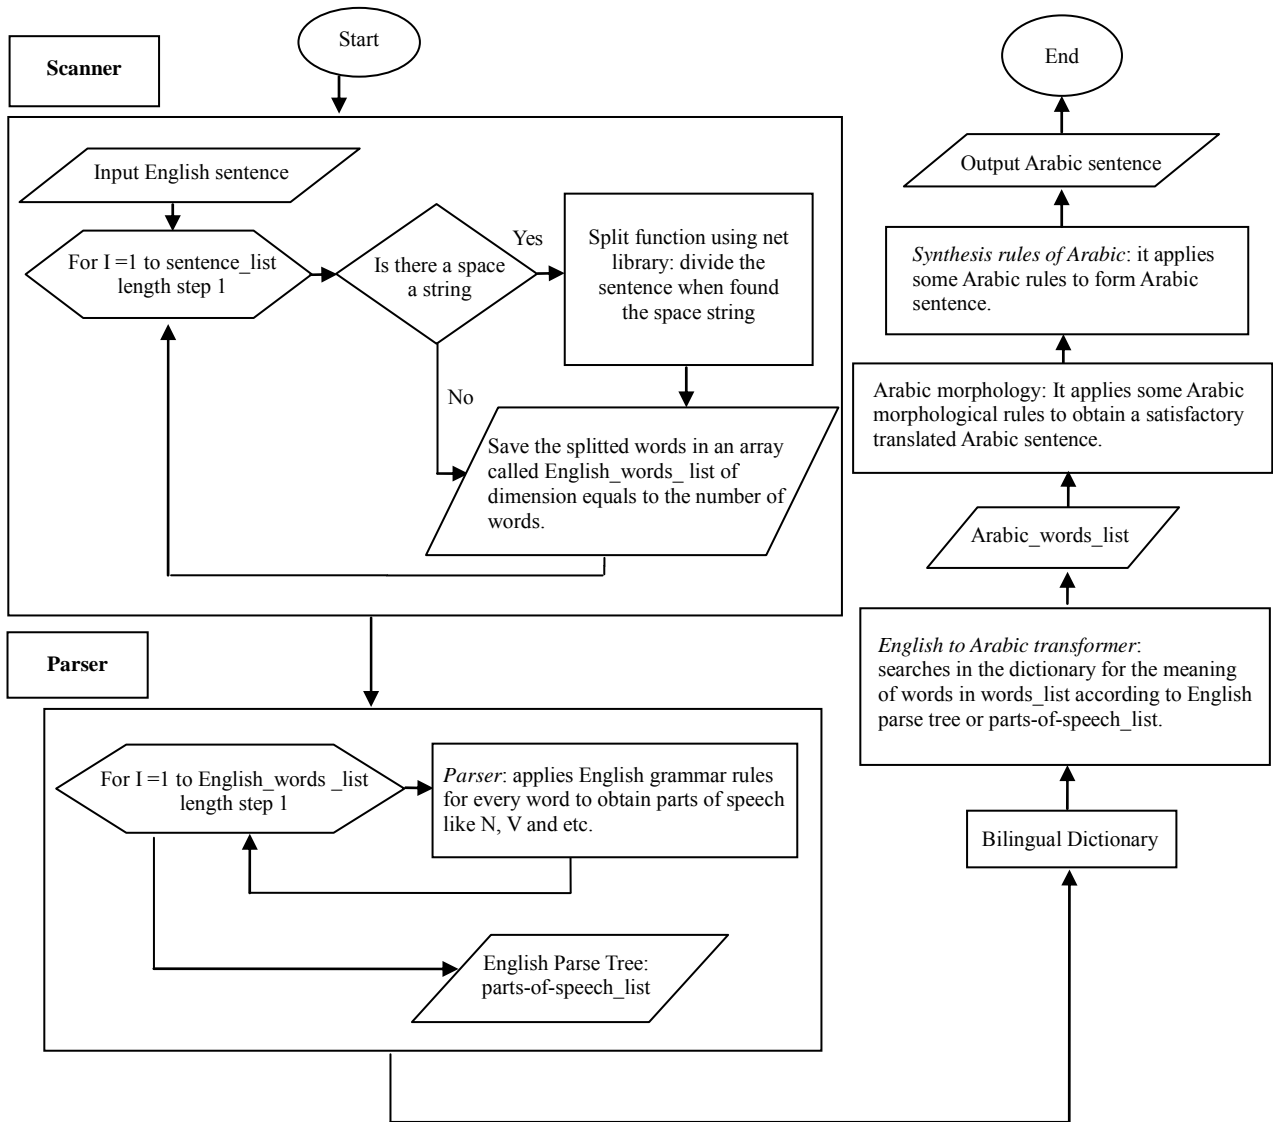 Start
Scanner
Input English sentence
For I =1 to sentence_list
length step 1
Is there a space
a string
Yes
No
Split function using net
library: divide the
sentence when found
the space string
Save the splitted words in an array
called English_words_ list of
dimension equals to the number of
words.
Parser
For I =1 to English_words _list
length step 1
Parser: applies English grammar rules
for every word to obtain parts of speech
like N, V and etc.
English Parse Tree:
parts-of-speech_list
Bilingual Dictionary
English to Arabic transformer:
searches in the dictionary for the meaning
of words in words_list according to English
parse tree or parts-of-speech_list.
Arabic_words_list
Arabic morphology: It applies some Arabic
morphological rules to obtain a satisfactory
translated Arabic sentence.
Synthesis rules of Arabic: it applies
some Arabic rules to form Arabic
sentence.
Output Arabic sentence
End